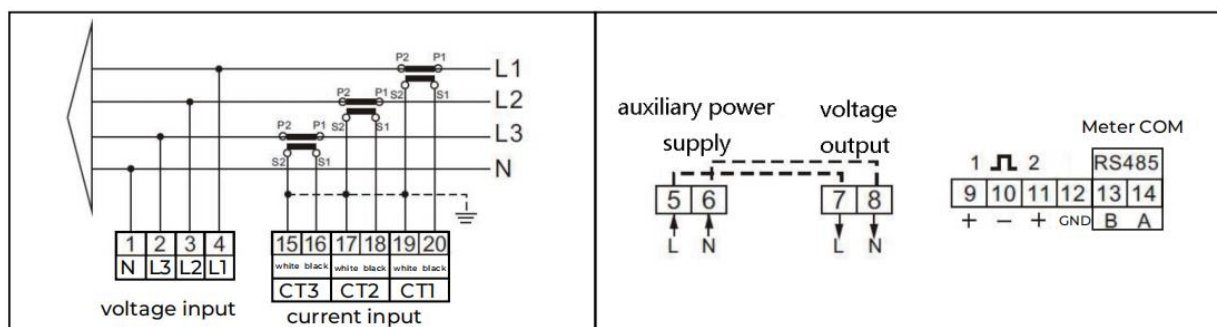 P2 P1 L1
P2 P1 S2 S1 L2
P2 P1 S2 S1 L3
S2 S1 N
1 2 3 4
N L3 L2 L1
voltage input
15 16 17 18 19 20
white black white black white black
CT3 CT2 CT1
current input
auxiliary power
supply
voltage
output
5 6
L N
7 8
L N
Meter COM
1 2 RS485
9 10 11 12 13 14
+ − + GND B A